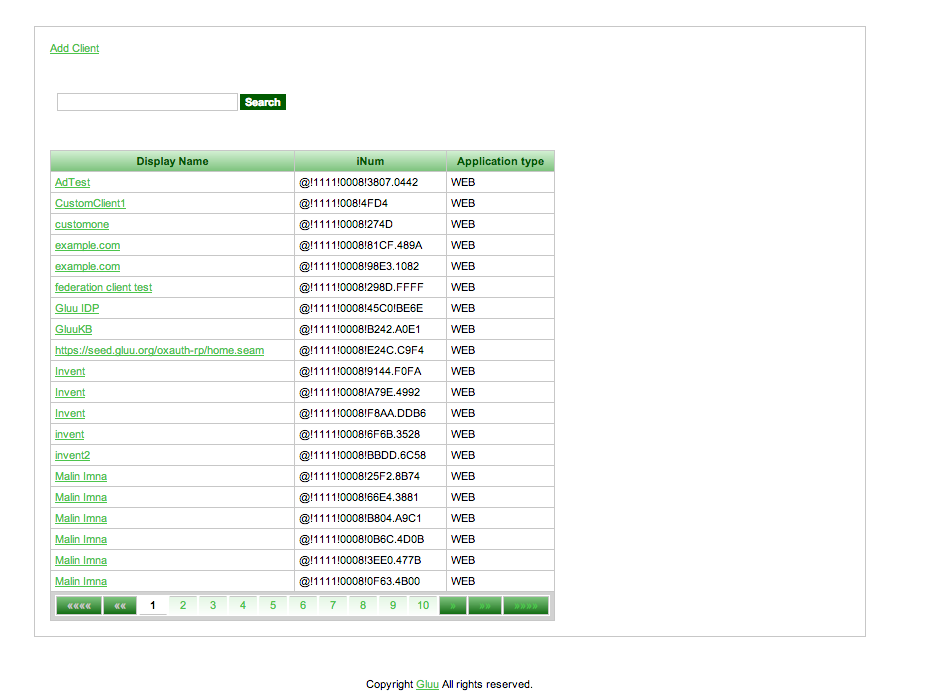 Add Client
Search
Display Name iNum Application type
AdTest @!1111!0008!3807.0442 WEB
CustomClient1 @!1111!008!4FD4 WEB
customone @!1111!0008!274D WEB
example.com @!1111!0008!81CF.489A WEB
example.com @!1111!0008!98E3.1082 WEB
federation client test @!1111!0008!298D.FFFF WEB
Gluu IDP @!1111!0008!45C0!BE6E WEB
GluuKB @!1111!0008!B242.A0E1 WEB
https://seed.gluu.org/oxauth-rp/home.seam @!1111!0008!E24C.C9F4 WEB
Invent @!1111!0008!9144.F0FA WEB
Invent @!1111!0008!A79E.4992 WEB
Invent @!1111!0008!F8AA.DDB6 WEB
invent @!1111!0008!6F6B.3528 WEB
invent2 @!1111!0008!BBDD.6C58 WEB
Malin Imna @!1111!0008!25F2.8B74 WEB
Malin Imna @!1111!0008!66E4.3881 WEB
Malin Imna @!1111!0008!B804.A9C1 WEB
Malin Imna @!1111!0008!0B6C.4D0B WEB
Malin Imna @!1111!0008!3EE0.477B WEB
Malin Imna @!1111!0008!0F63.4B00 WEB
«««« «« 1 2 3 4 5 6 7 8 9 10 » »» »»»»
Copyright Gluu All rights reserved.